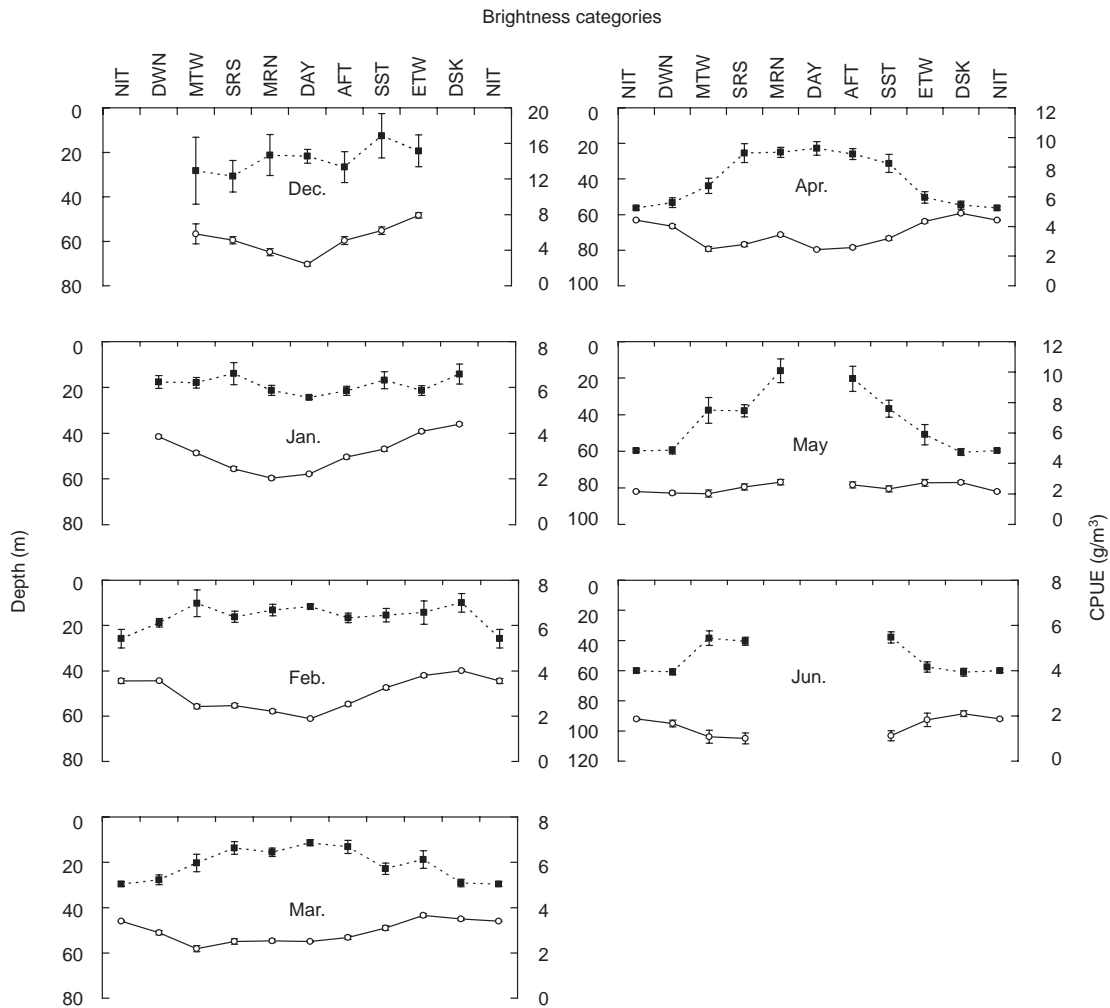 Brightness categories
NIT DWN MTW SRS MRN DAY AFT SST ETW DSK NIT
NIT DWN MTW SRS MRN DAY AFT SST ETW DSK NIT
0 20 40 60 80
Dec.
20 16 12 8 4 0
0 20 40 60 80 100
Apr.
12 10 8 6 4 2 0
0 20 40 60 80
Jan.
8 6 4 2 0
0 20 40 60 80 100
May
12 10 8 6 4 2 0
Depth (m)
0 20 40 60 80
Feb.
8 6 4 2 0
0 20 40 60 80 100 120
Jun.
8 6 4 2 0
CPUE (g/m³)
0 20 40 60 80
Mar.
8 6 4 2 0